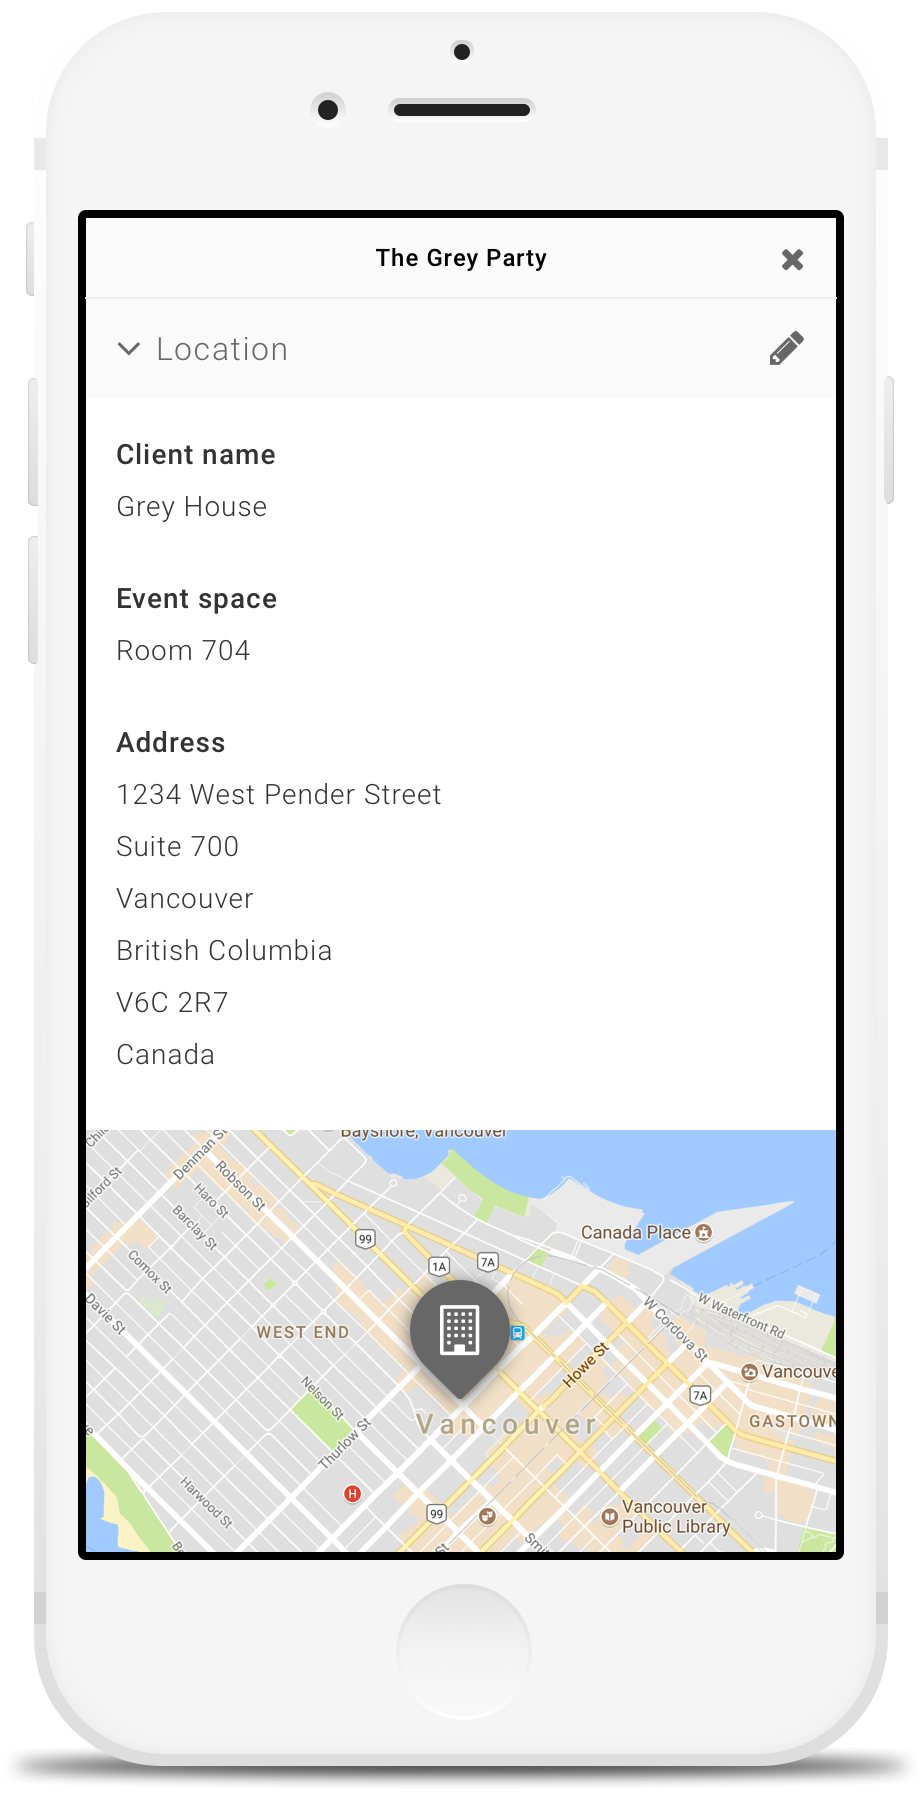 The Grey Party
Location
Client name
Grey House
Event space
Room 704
Address
1234 West Pender Street
Suite 700
Vancouver
British Columbia
V6C 2R7
Canada
Bayshore, Vancouver
Denman St
Robson St
Haro St
Barclay St
Comox St
Davie St
99
1A
7A
Canada Place
W Waterfront Rd
W Cordova St
WEST END
Howe St
Nelson St
Thurlow St
7A
GASTOWN
Vancouver
H
Harwood St
99
Vancouver
Public Library